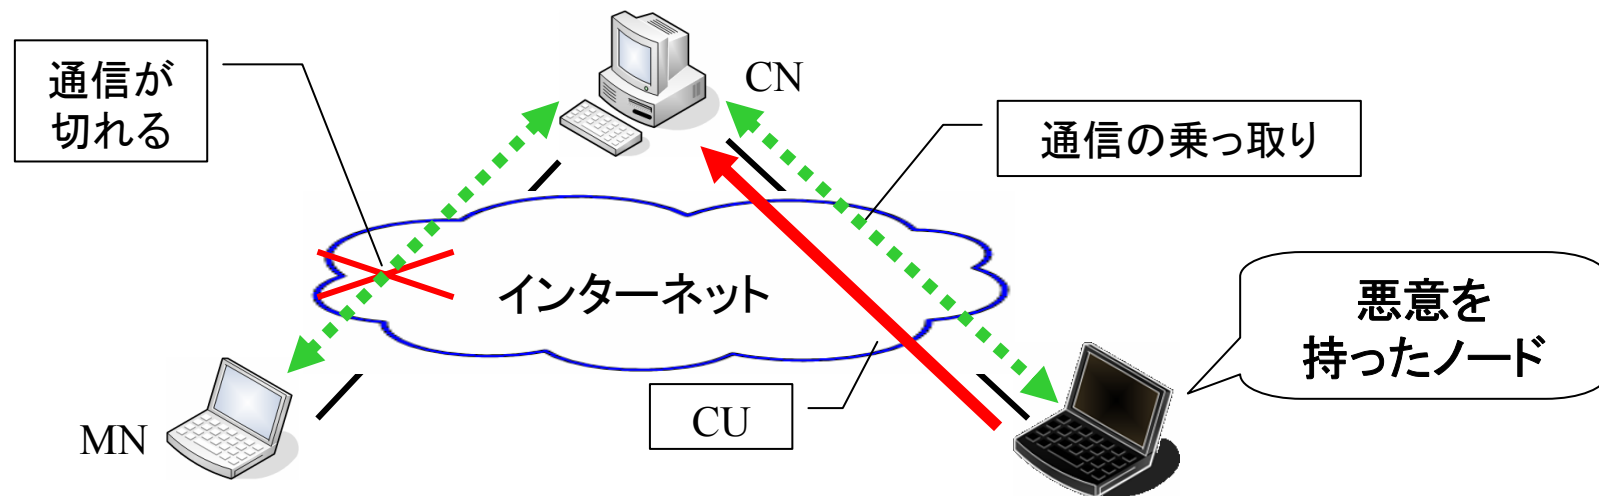 通信が
切れる
CN
通信の乗っ取り
インターネット
悪意を
持ったノード
MN
CU